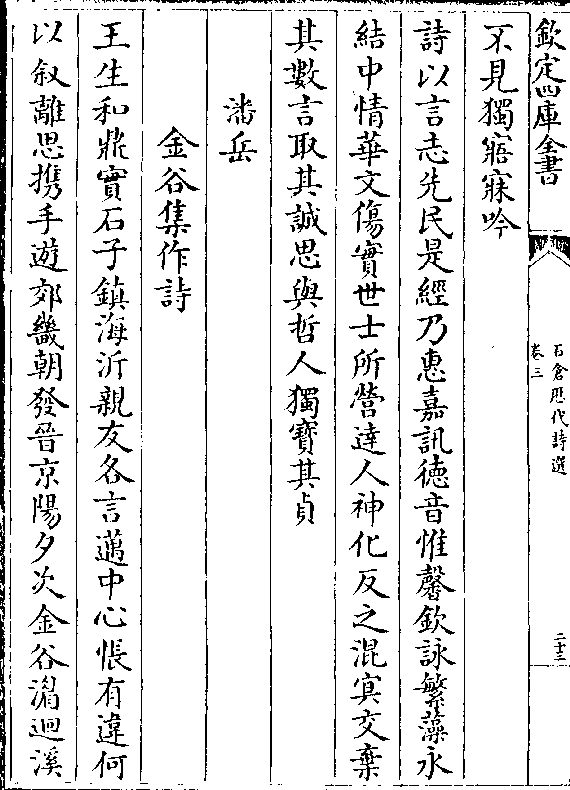 欽定四庫全書
石倉歴代詩選
卷三
二十三
不見獨寤寐吟
詩以言志先民是經乃惠嘉訊徳音惟馨欽詠繁藻永
結中情華文傷實世士所營達人神化反之混㝠文棄
其數言取其誠思與哲人獨寶其貞
潘岳
金谷集作詩
王生和鼎實石子鎮海沂親友各言邁中心悵有違何
以叙離思携手遊郊畿朝發晉京陽夕次金谷湄迴溪